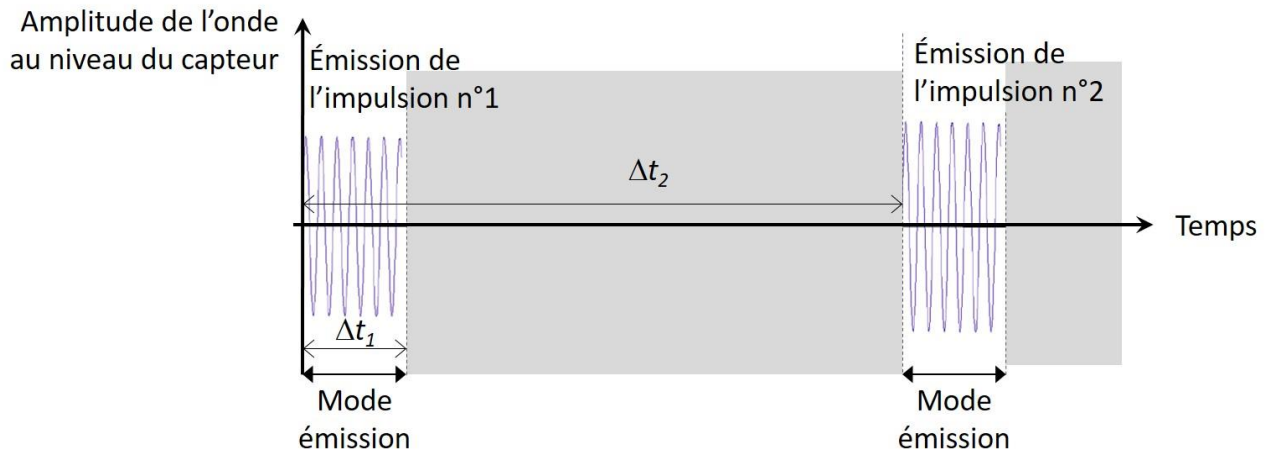 Amplitude de l'onde
au niveau du capteur
Émission de
l'impulsion n°1
Émission de
l'impulsion n°2
Δt₂
Temps
Δt₁
Mode
émission
Mode
émission